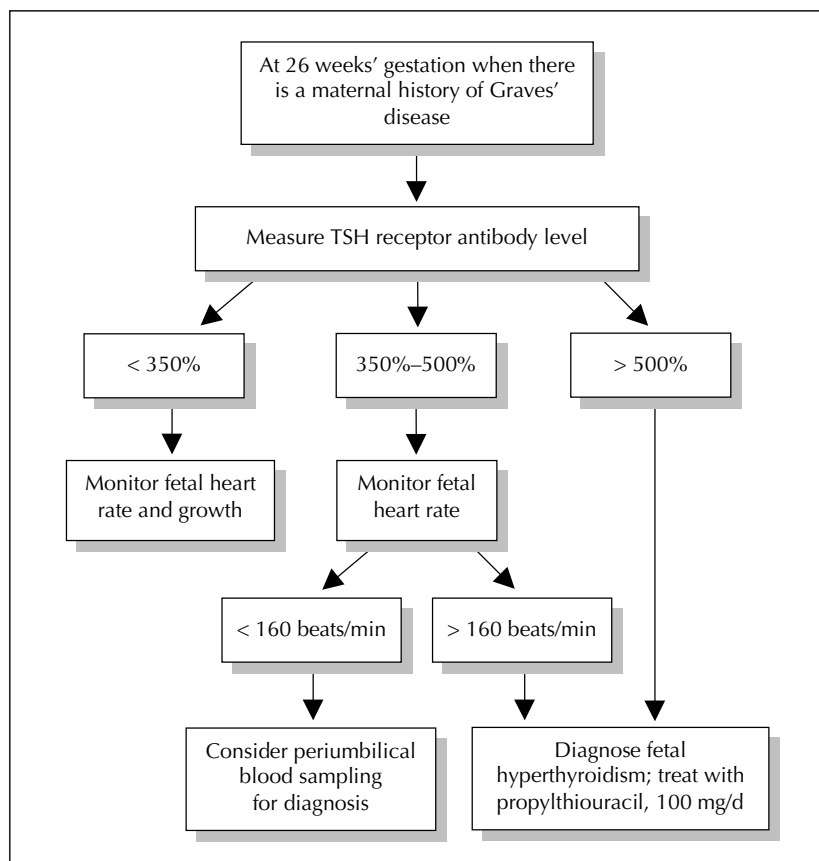 At 26 weeks’ gestation when there
is a maternal history of Graves’
disease
Measure TSH receptor antibody level
< 350%
350%–500%
> 500%
Monitor fetal heart
rate and growth
Monitor fetal
heart rate
< 160 beats/min
> 160 beats/min
Consider periumbilical
blood sampling
for diagnosis
Diagnose fetal
hyperthyroidism; treat with
propylthiouracil, 100 mg/d